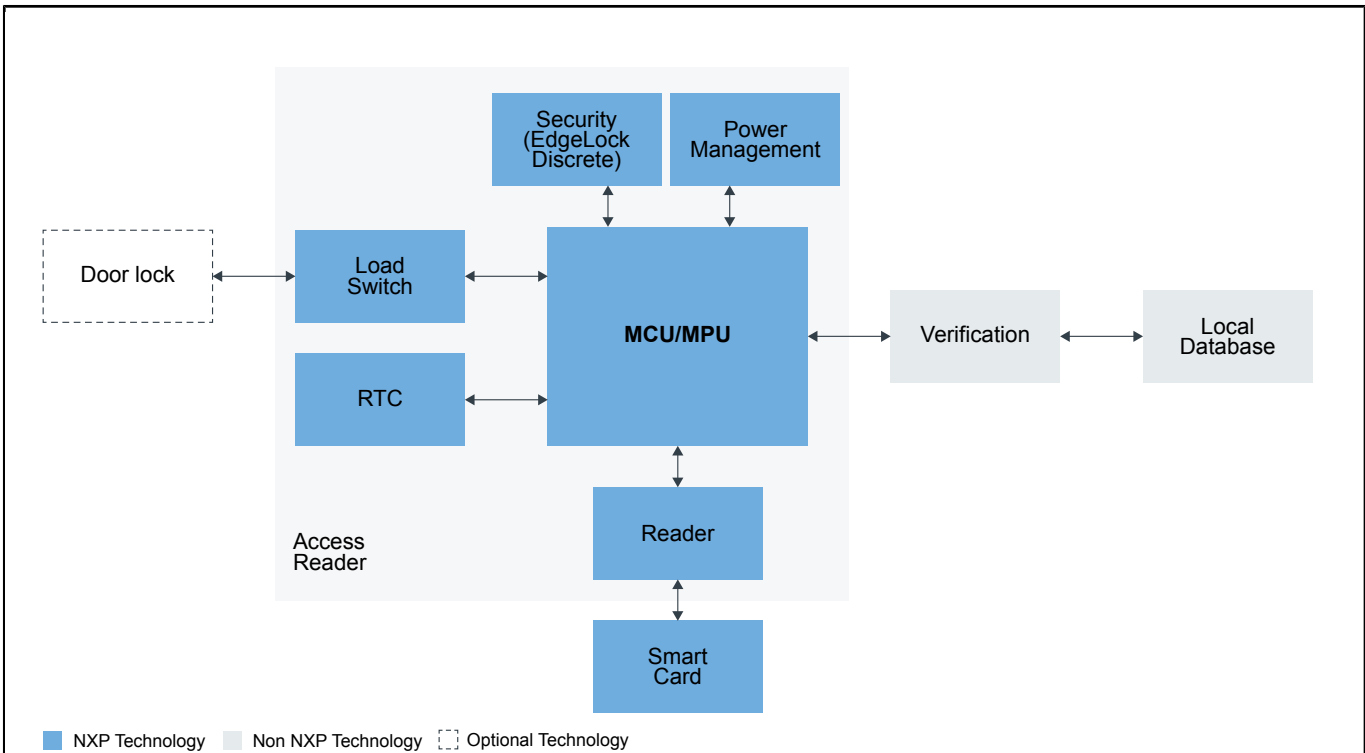 Security
(EdgeLock
Discrete)
Power
Management
Door lock
Load
Switch
MCU/MPU
Verification
Local
Database
RTC
Reader
Access
Reader
Smart
Card
NXP Technology
Non NXP Technology
Optional Technology